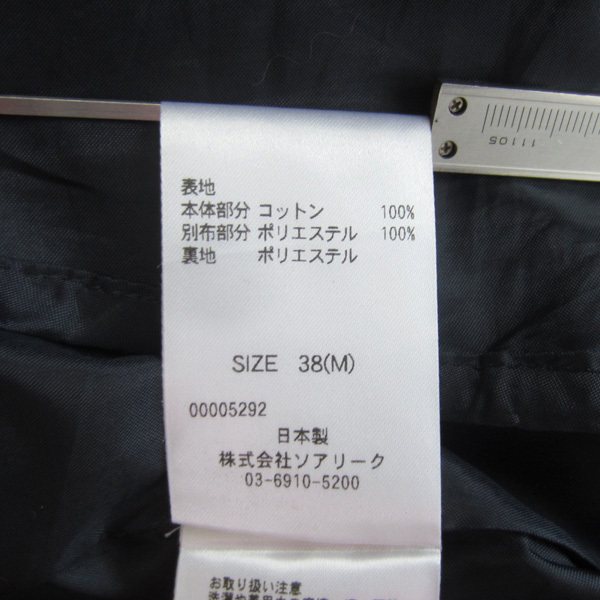 表地
本体部分 コットン 100%
別布部分 ポリエステル 100%
裏地 ポリエステル
SIZE 38(M)
00005292
日本製
株式会社ソアリーク
03-6910-5200
お取り扱い注意
11105